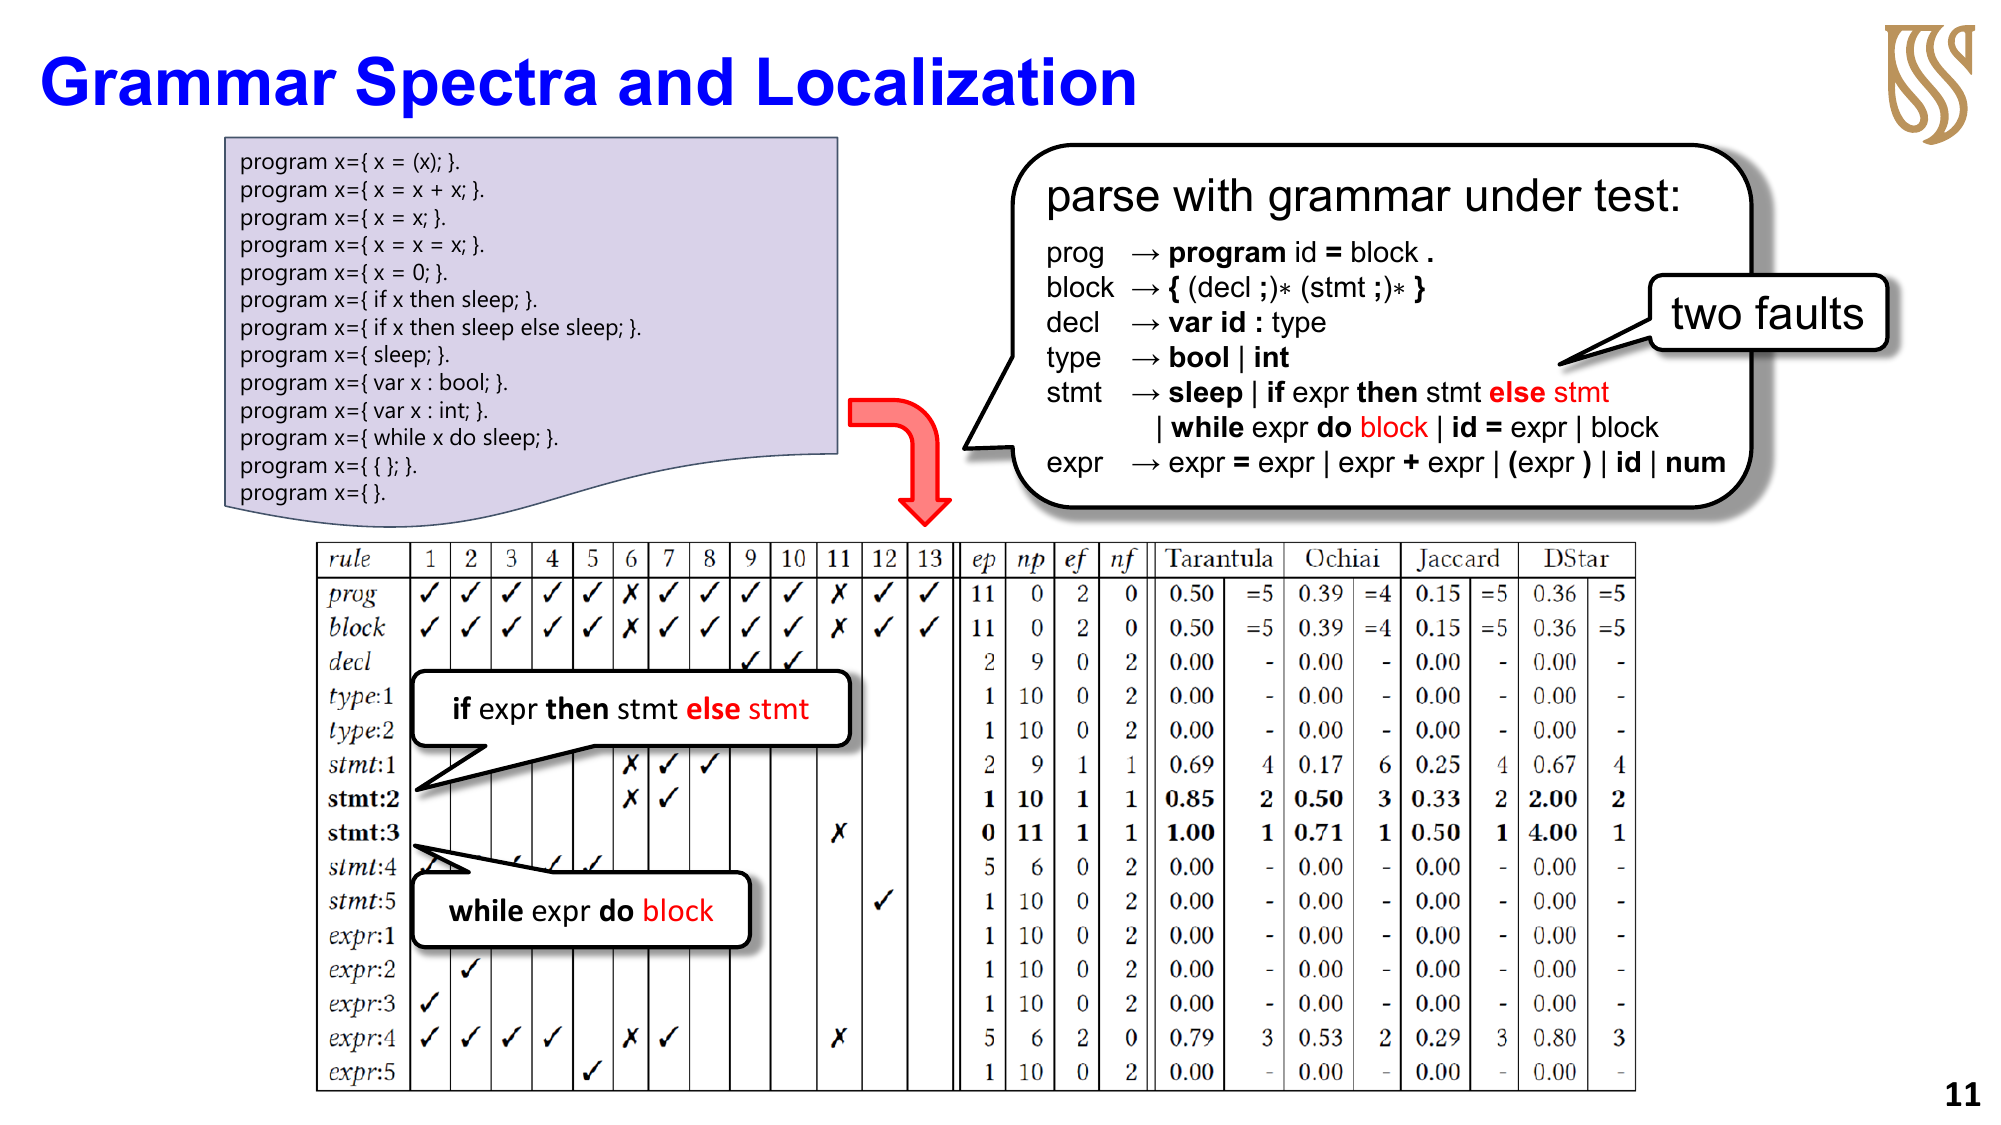 Grammar Spectra and Localization
program x={ x = (x); }.
program x={ x = x + x; }.
program x={ x = x; }.
program x={ x = x = x; }.
program x={ x = 0; }.
program x={ if x then sleep; }.
program x={ if x then sleep else sleep; }.
program x={ sleep; }.
program x={ var x : bool; }.
program x={ var x : int; }.
program x={ while x do sleep; }.
program x={ { }; }.
program x={ }.
parse with grammar under test:
prog → program id = block .
block → { (decl ;)∗ (stmt ;)∗ }
decl → var id : type
type → bool | int
stmt → sleep | if expr then stmt else stmt
| while expr do block | id = expr | block
expr → expr = expr | expr + expr | (expr ) | id | num
two faults
rule 1 2 3 4 5 6 7 8 9 10 11 12 13 ep np ef nf Tarantula Ochiai Jaccard DStar
prog ✓ ✓ ✓ ✓ ✓ ✗ ✓ ✓ ✓ ✓ ✗ ✓ ✓ 11 0 2 0 0.50 =5 0.39 =4 0.15 =5 0.36 =5
block ✓ ✓ ✓ ✓ ✓ ✗ ✓ ✓ ✓ ✓ ✗ ✓ ✓ 11 0 2 0 0.50 =5 0.39 =4 0.15 =5 0.36 =5
decl ✓ ✓ 2 9 0 2 0.00 - 0.00 - 0.00 - 0.00 -
type:1 1 10 0 2 0.00 - 0.00 - 0.00 - 0.00 -
type:2 1 10 0 2 0.00 - 0.00 - 0.00 - 0.00 -
stmt:1 ✗ ✓ ✓ 2 9 1 1 0.69 4 0.17 6 0.25 4 0.67 4
stmt:2 ✗ ✓ 1 10 1 1 0.85 2 0.50 3 0.33 2 2.00 2
stmt:3 ✗ 0 11 1 1 1.00 1 0.71 1 0.50 1 4.00 1
stmt:4 ✓ ✓ ✓ ✓ 5 6 0 2 0.00 - 0.00 - 0.00 - 0.00 -
stmt:5 ✓ 1 10 0 2 0.00 - 0.00 - 0.00 - 0.00 -
expr:1 1 10 0 2 0.00 - 0.00 - 0.00 - 0.00 -
expr:2 ✓ 1 10 0 2 0.00 - 0.00 - 0.00 - 0.00 -
expr:3 ✓ 1 10 0 2 0.00 - 0.00 - 0.00 - 0.00 -
expr:4 ✓ ✓ ✓ ✓ ✗ ✓ ✗ 5 6 2 0 0.79 3 0.53 2 0.29 3 0.80 3
expr:5 ✓ 1 10 0 2 0.00 - 0.00 - 0.00 - 0.00 -
if expr then stmt else stmt
while expr do block
11